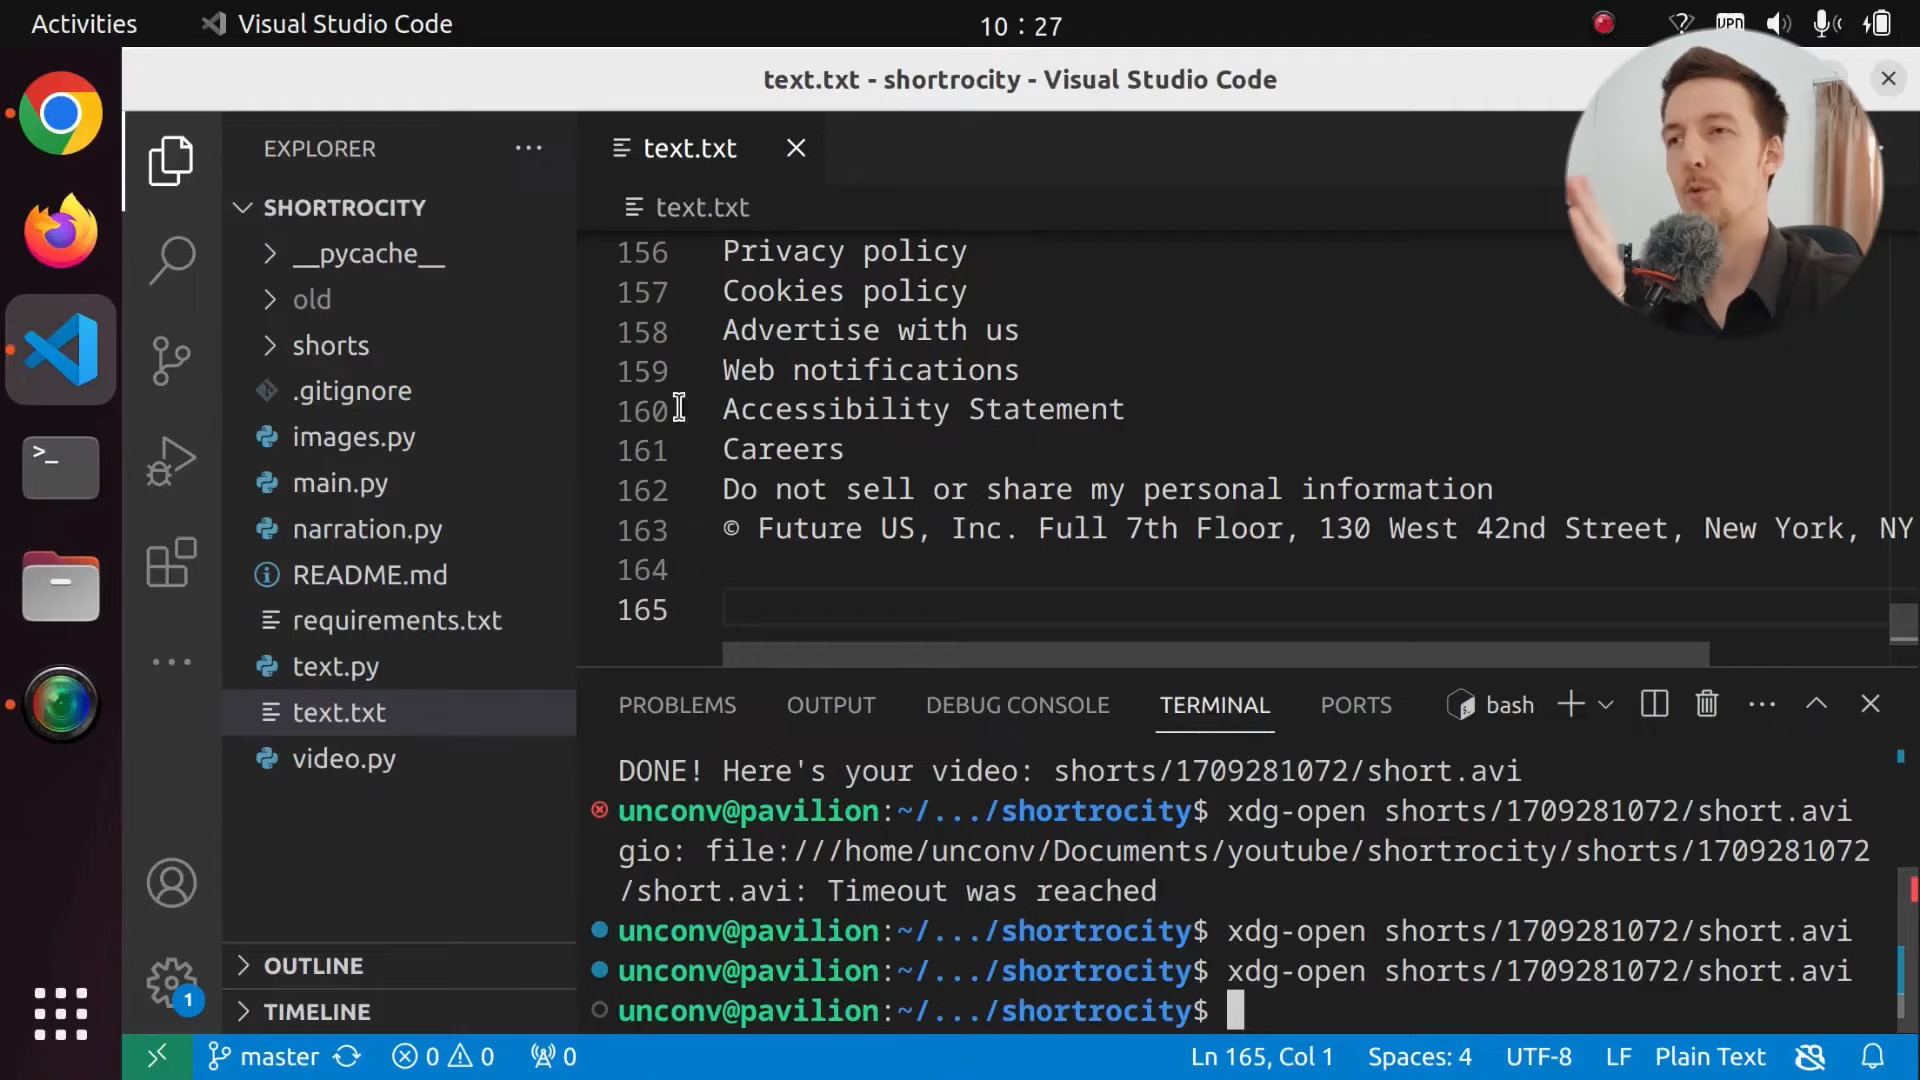 Activities
Visual Studio Code
10 : 27
VPN
text.txt - shortrocity - Visual Studio Code
EXPLORER
SHORTROCITY
__pycache__
old
shorts
.gitignore
images.py
main.py
narration.py
README.md
requirements.txt
text.py
text.txt
video.py
OUTLINE
TIMELINE
1
text.txt
text.txt
156 Privacy policy
157 Cookies policy
158 Advertise with us
159 Web notifications
160 Accessibility Statement
161 Careers
162 Do not sell or share my personal information
163 © Future US, Inc. Full 7th Floor, 130 West 42nd Street, New York, NY
164
165
PROBLEMS OUTPUT DEBUG CONSOLE TERMINAL PORTS bash
DONE! Here's your video: shorts/1709281072/short.avi
unconv@pavilion:~/.../shortrocity$ xdg-open shorts/1709281072/short.avi
gio: file:///home/unconv/Documents/youtube/shortrocity/shorts/1709281072
/short.avi: Timeout was reached
unconv@pavilion:~/.../shortrocity$ xdg-open shorts/1709281072/short.avi
unconv@pavilion:~/.../shortrocity$ xdg-open shorts/1709281072/short.avi
unconv@pavilion:~/.../shortrocity$
master 0 0 0 Ln 165, Col 1 Spaces: 4 UTF-8 LF Plain Text